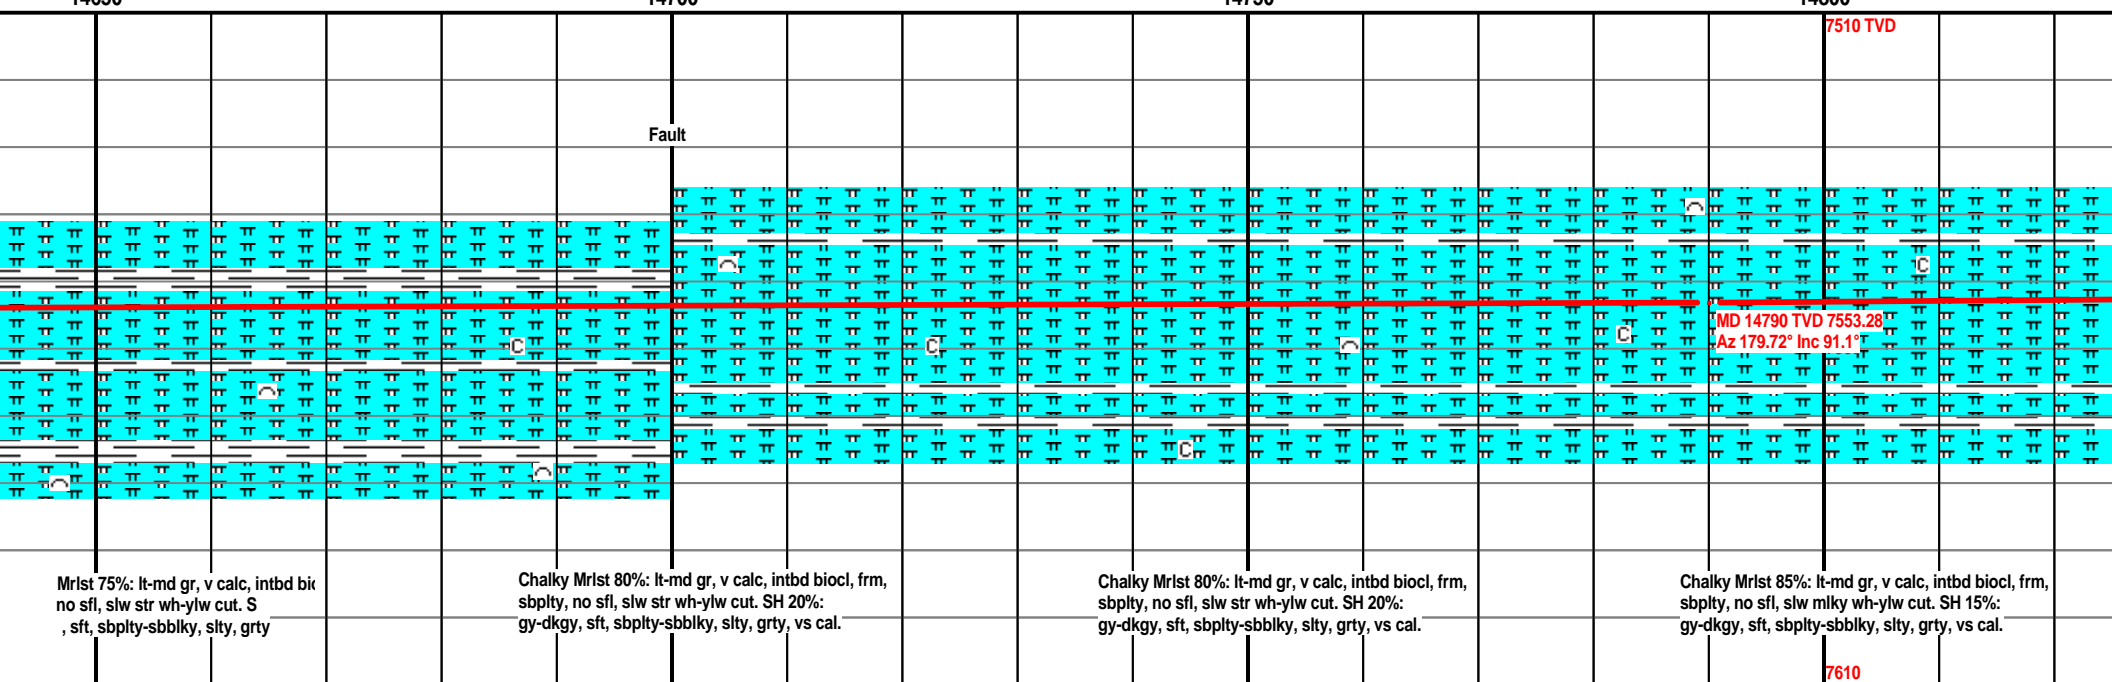 14650 14700 14750 14800
7510 TVD
Fault
MD 14790 TVD 7553.28
Az 179.72° Inc 91.1°
C
C
C
C
C
Mrlst 75%: lt-md gr, v calc, intbd bio
no sfl, slw str wh-ylw cut. S
, sft, sbplty-sbblky, slty, grty
Chalky Mrlst 80%: lt-md gr, v calc, intbd biocl, frm,
sbplty, no sfl, slw str wh-ylw cut. SH 20%:
gy-dkgy, sft, sbplty-sbblky, slty, grty, vs cal.
Chalky Mrlst 80%: lt-md gr, v calc, intbd biocl, frm,
sbplty, no sfl, slw str wh-ylw cut. SH 20%:
gy-dkgy, sft, sbplty-sbblky, slty, grty, vs cal.
Chalky Mrlst 85%: lt-md gr, v calc, intbd biocl, frm,
sbplty, no sfl, slw mlky wh-ylw cut. SH 15%:
gy-dkgy, sft, sbplty-sbblky, slty, grty, vs cal.
7610